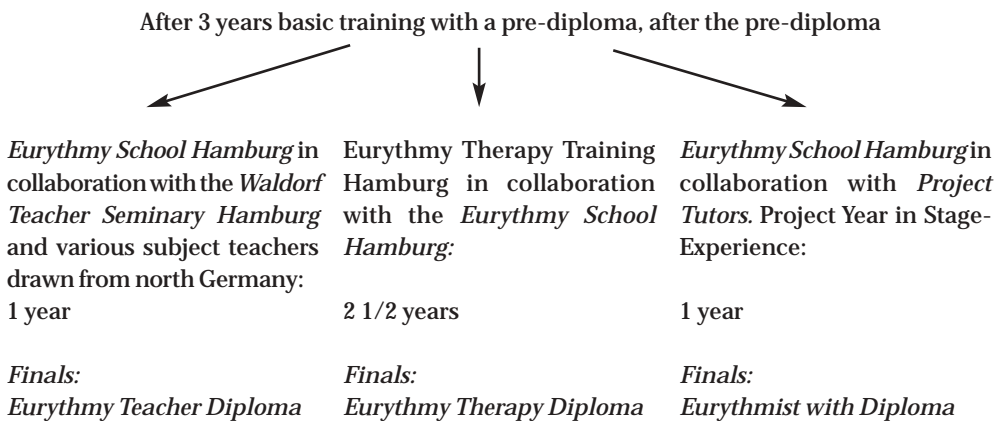 After 3 years basic training with a pre-diploma, after the pre-diploma
Eurythmy School Hamburg in
collaboration with the Waldorf
Teacher Seminary Hamburg
and various subject teachers
drawn from north Germany:
1 year
Finals:
Eurythmy Teacher Diploma
Eurythmy Therapy Training
Hamburg in collaboration
with the Eurythmy School
Hamburg:
2 1/2 years
Finals:
Eurythmy Therapy Diploma
Eurythmy School Hamburg in
collaboration with Project
Tutors. Project Year in Stage-
Experience:
1 year
Finals:
Eurythmist with Diploma